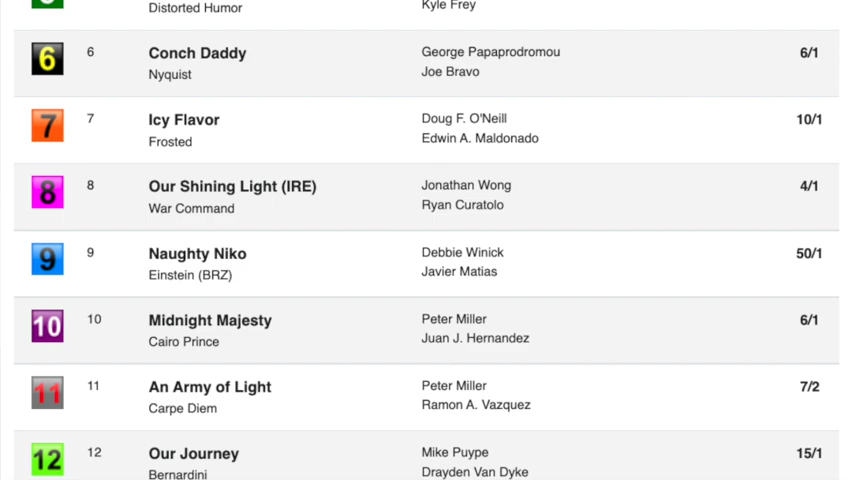 Distorted Humor
Kyle Frey
6 6 Conch Daddy George Papaprodromou 6/1
Nyquist Joe Bravo
7 7 Icy Flavor Doug F. O'Neill 10/1
Frosted Edwin A. Maldonado
8 8 Our Shining Light (IRE) Jonathan Wong 4/1
War Command Ryan Curatolo
9 9 Naughty Niko Debbie Winick 50/1
Einstein (BRZ) Javier Matias
10 10 Midnight Majesty Peter Miller 6/1
Cairo Prince Juan J. Hernandez
11 11 An Army of Light Peter Miller 7/2
Carpe Diem Ramon A. Vazquez
12 12 Our Journey Mike Puype 15/1
Bernardini Drayden Van Dyke